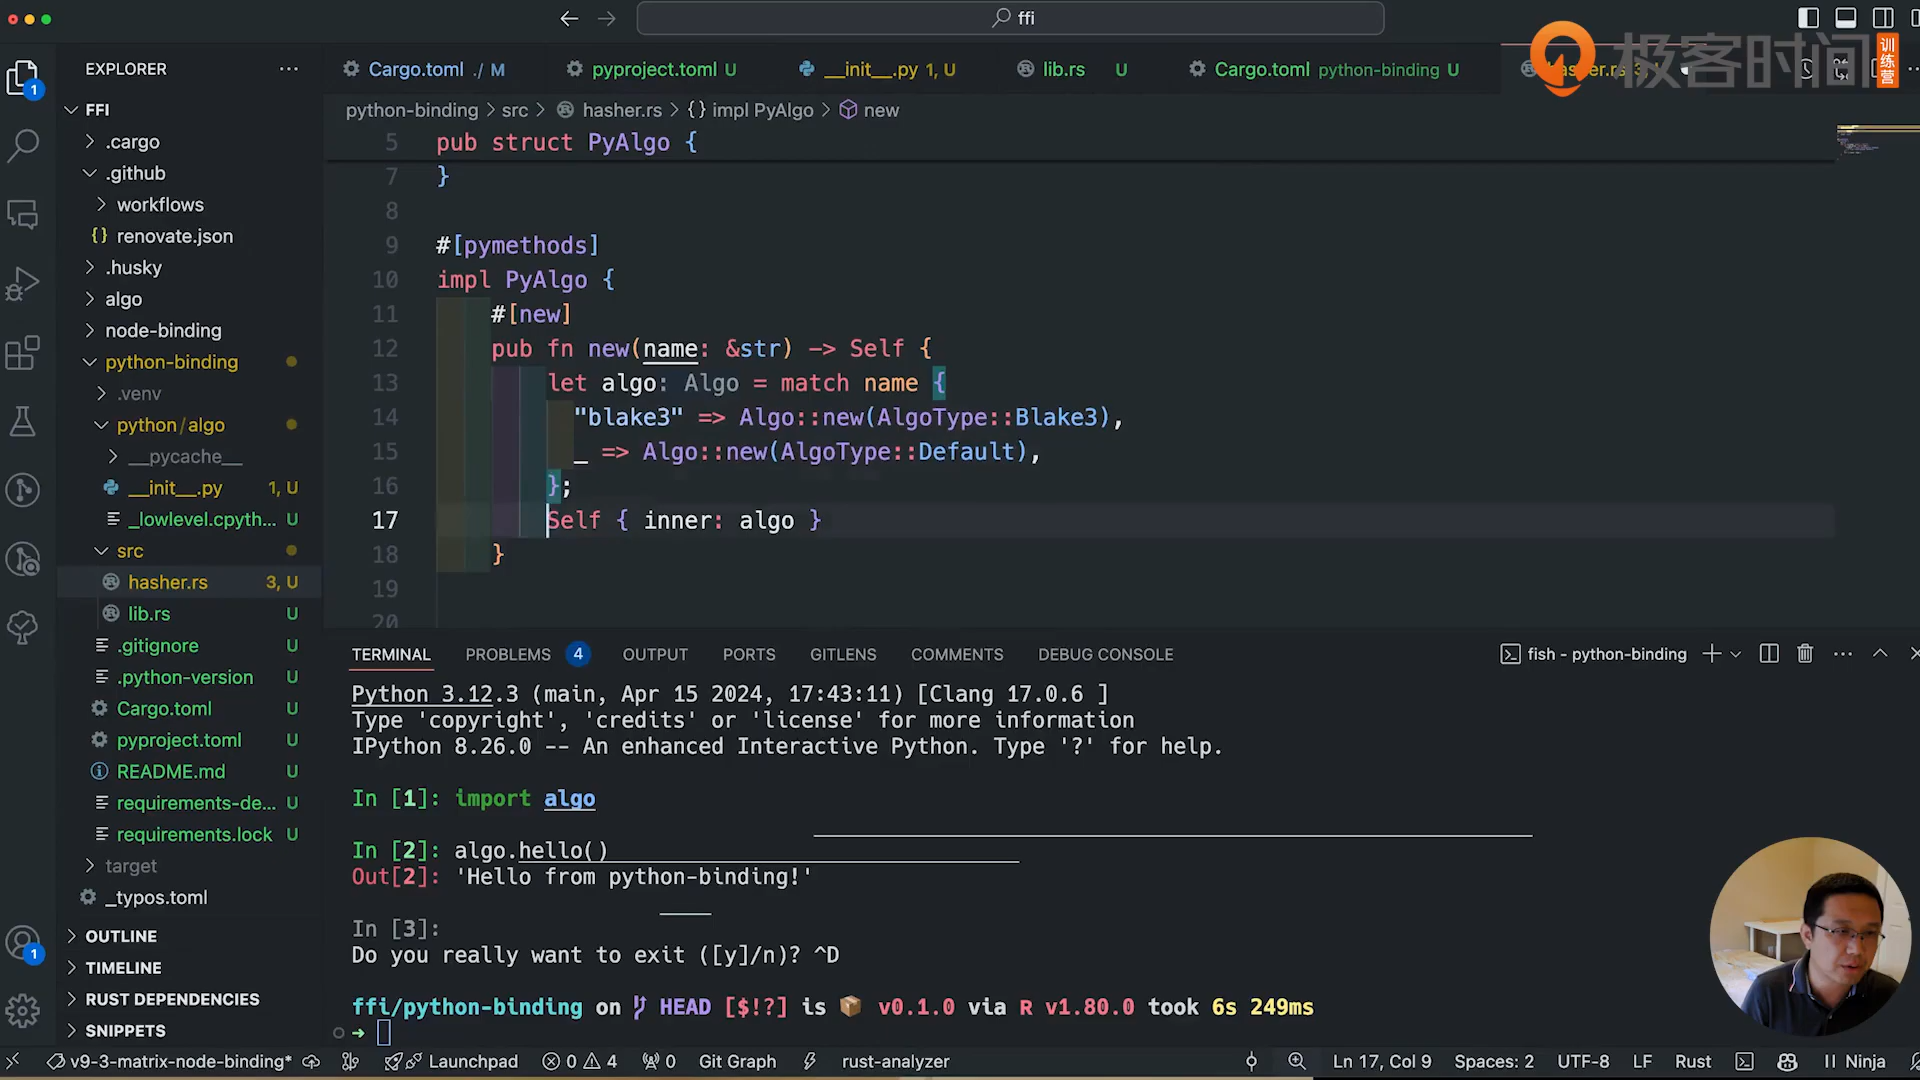 ffi
极客时间
训练营
EXPLORER
Cargo.toml ./ M
pyproject.toml U
__init__.py 1, U
lib.rs U
Cargo.toml python-binding U
FFI
python-binding > src > hasher.rs > {} impl PyAlgo > new
.cargo
.github
workflows
{} renovate.json
.husky
algo
node-binding
python-binding
.venv
python/algo
__pycache__
__init__.py 1, U
_lowlevel.cpyth... U
src
hasher.rs 3, U
lib.rs U
.gitignore U
.python-version U
Cargo.toml U
pyproject.toml U
README.md U
requirements-de... U
requirements.lock U
target
_typos.toml
OUTLINE
TIMELINE
RUST DEPENDENCIES
SNIPPETS
5 pub struct PyAlgo {
7 }
8
9 #[pymethods]
10 impl PyAlgo {
11 #[new]
12 pub fn new(name: &str) -> Self {
13 let algo: Algo = match name {
14 "blake3" => Algo::new(AlgoType::Blake3),
15 _ => Algo::new(AlgoType::Default),
16 };
17 Self { inner: algo }
18 }
19
20
TERMINAL PROBLEMS 4 OUTPUT PORTS GITLENS COMMENTS DEBUG CONSOLE
fish - python-binding
Python 3.12.3 (main, Apr 15 2024, 17:43:11) [Clang 17.0.6 ]
Type 'copyright', 'credits' or 'license' for more information
IPython 8.26.0 -- An enhanced Interactive Python. Type '?' for help.
In [1]: import algo
In [2]: algo.hello()
Out[2]: 'Hello from python-binding!'
In [3]:
Do you really want to exit ([y]/n)? ^D
ffi/python-binding on HEAD [$!?] is 📦 v0.1.0 via R v1.80.0 took 6s 249ms
v9-3-matrix-node-binding* Launchpad 0 4 0 Git Graph rust-analyzer Ln 17, Col 9 Spaces: 2 UTF-8 LF Rust Ninja